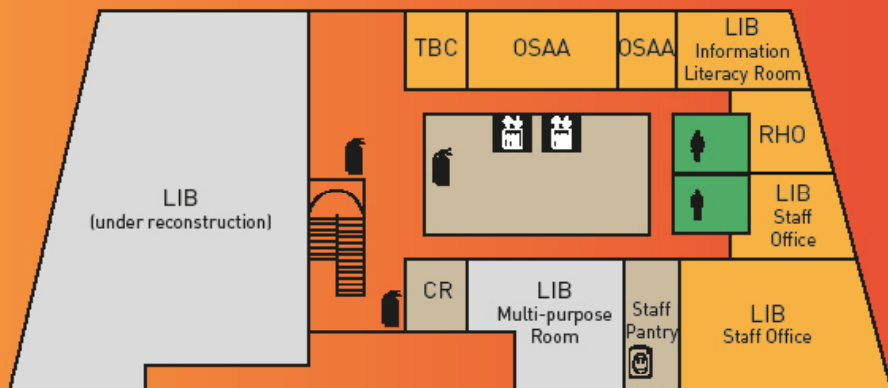 TBC
OSAA
OSAA
LIB
Information
Literacy Room
RHO
LIB
(under reconstruction)
LIB
Staff
Office
CR
LIB
Multi-purpose
Room
Staff
Pantry
LIB
Staff Office